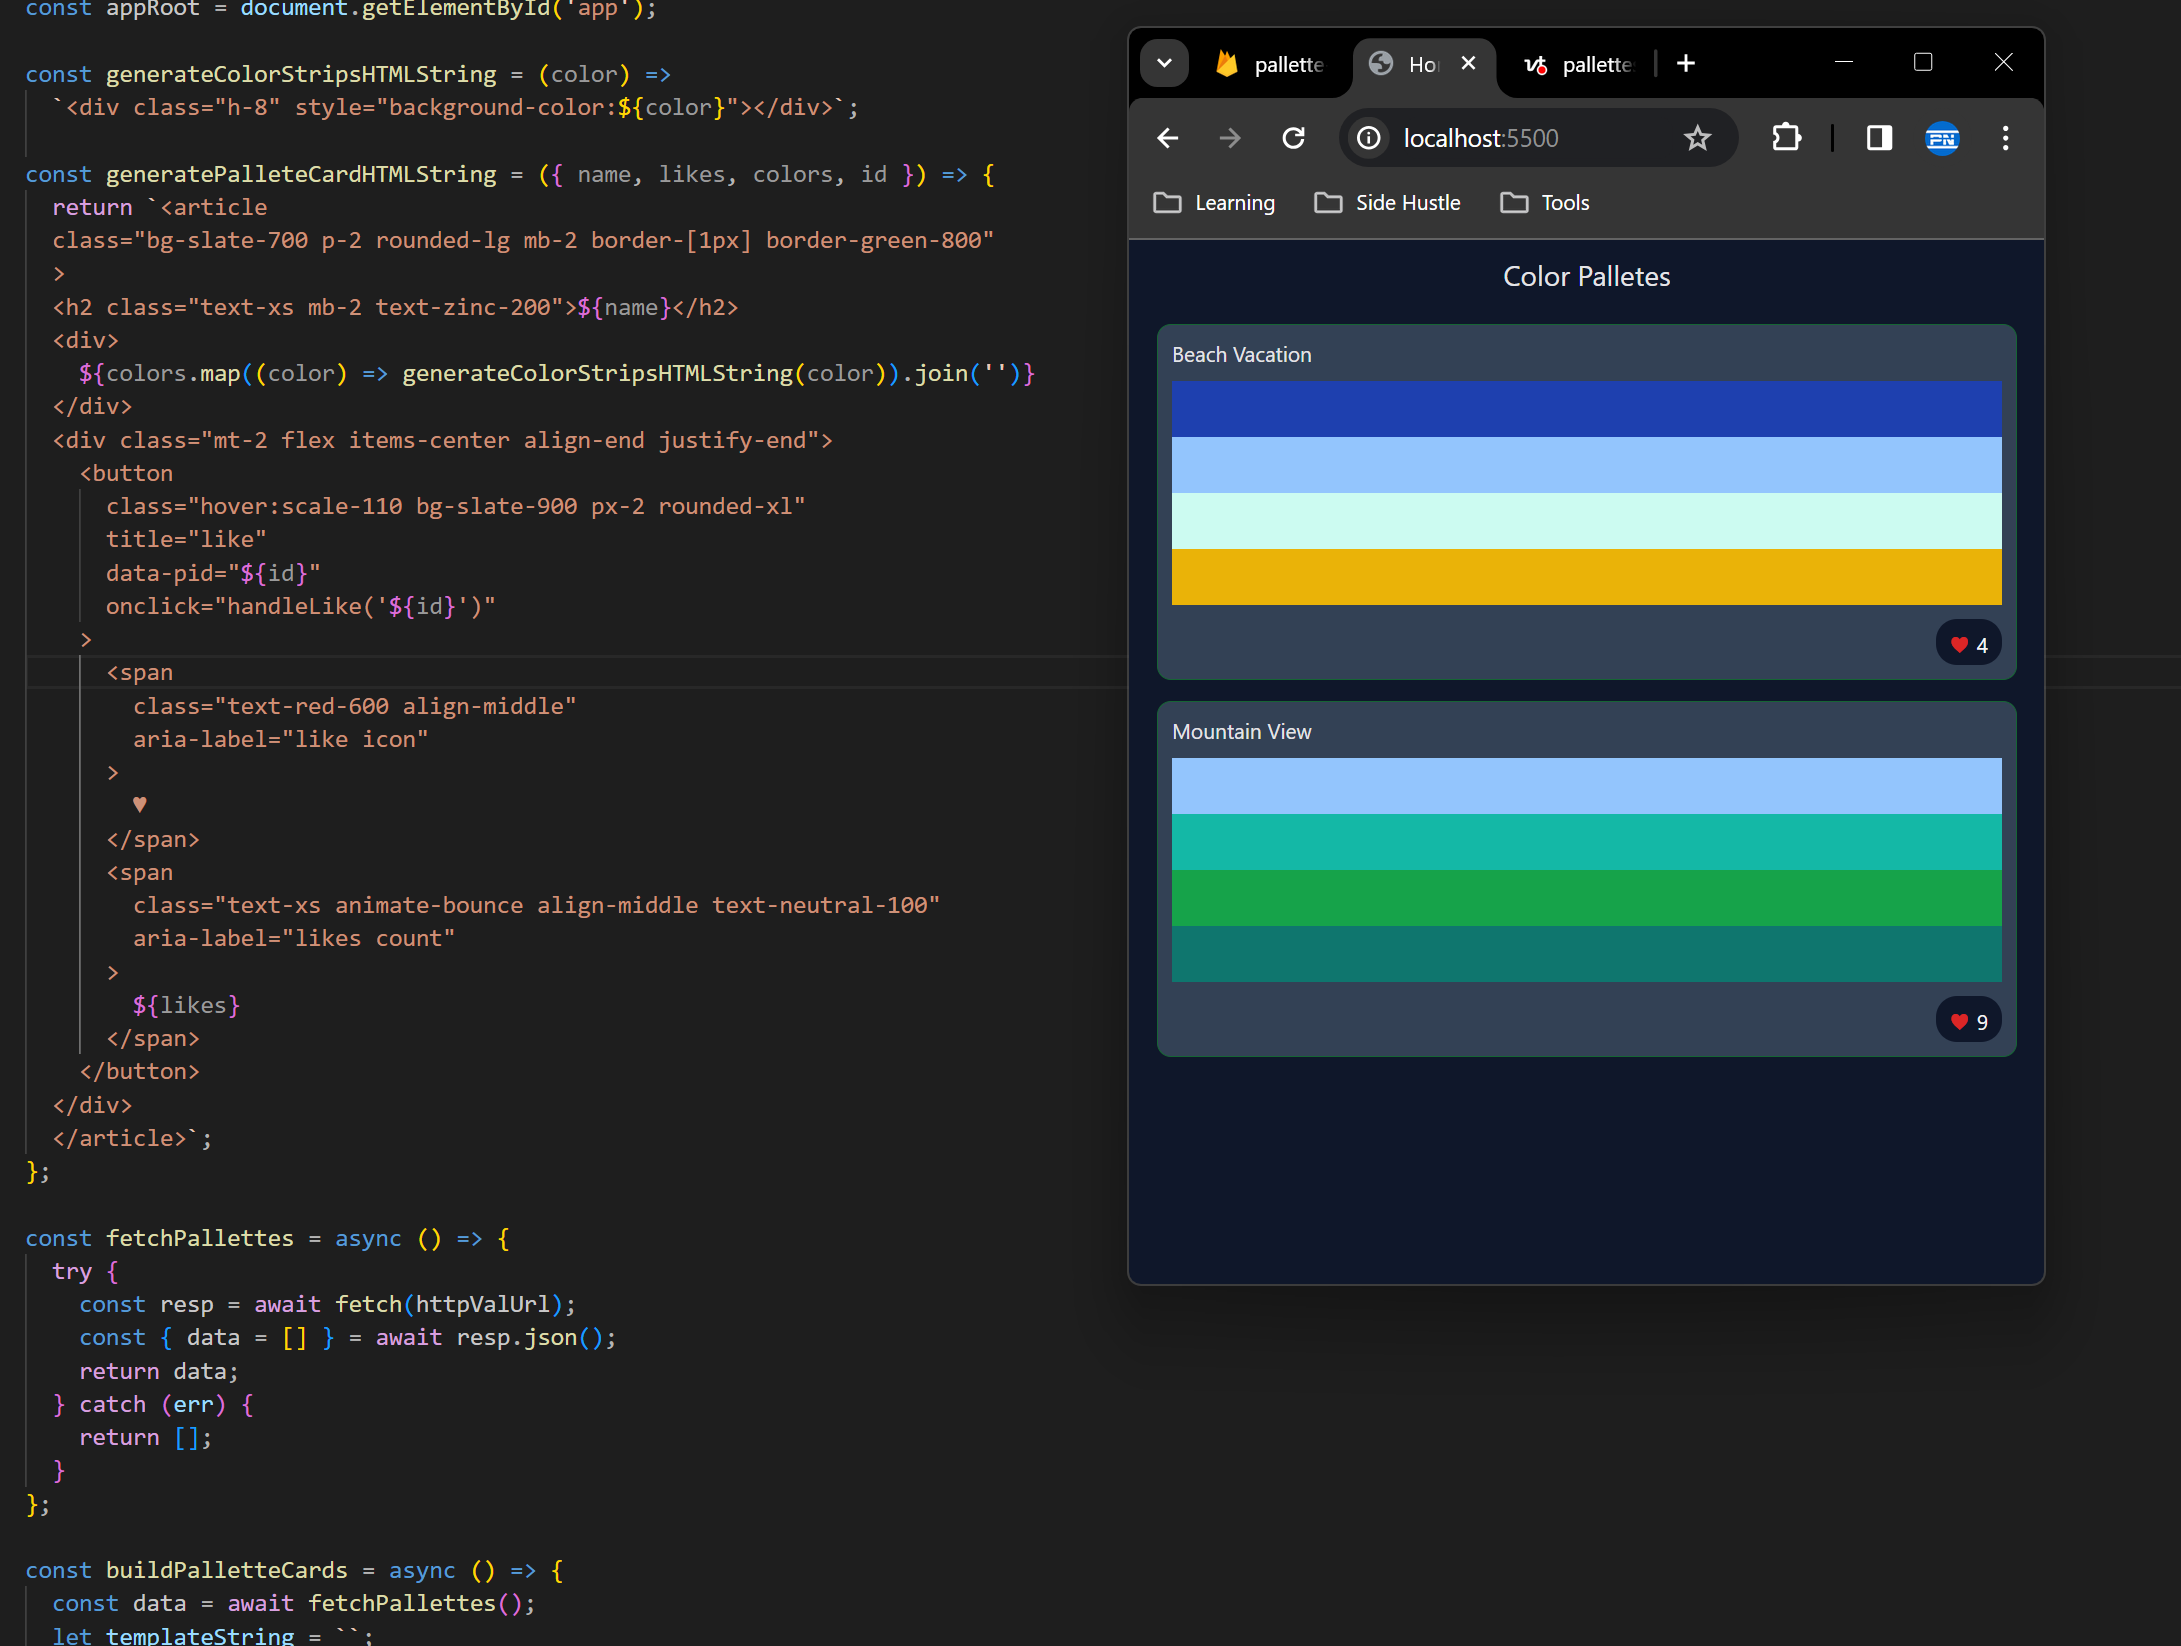 const appRoot = document.getElementById('app');
const generateColorStripsHTMLString = (color) =>
`<div class="h-8" style="background-color:${color}"></div>`;
const generatePalleteCardHTMLString = ({ name, likes, colors, id }) => {
return `<article
class="bg-slate-700 p-2 rounded-lg mb-2 border-[1px] border-green-800"
>
<h2 class="text-xs mb-2 text-zinc-200">${name}</h2>
<div>
${colors.map((color) => generateColorStripsHTMLString(color)).join('')}
</div>
<div class="mt-2 flex items-center align-end justify-end">
<button
class="hover:scale-110 bg-slate-900 px-2 rounded-xl"
title="like"
data-pid="${id}"
onclick="handleLike('${id}')"
>
<span
class="text-red-600 align-middle"
aria-label="like icon"
>
♥
</span>
<span
class="text-xs animate-bounce align-middle text-neutral-100"
aria-label="likes count"
>
${likes}
</span>
</button>
</div>
</article>`;
};
const fetchPallettes = async () => {
try {
const resp = await fetch(httpValUrl);
const { data = [] } = await resp.json();
return data;
} catch (err) {
return [];
}
};
const buildPalletteCards = async () => {
const data = await fetchPallettes();
let templateString = ``;
pallette
Ho
pallette
localhost:5500
Learning
Side Hustle
Tools
Color Palletes
Beach Vacation
♥ 4
Mountain View
♥ 9